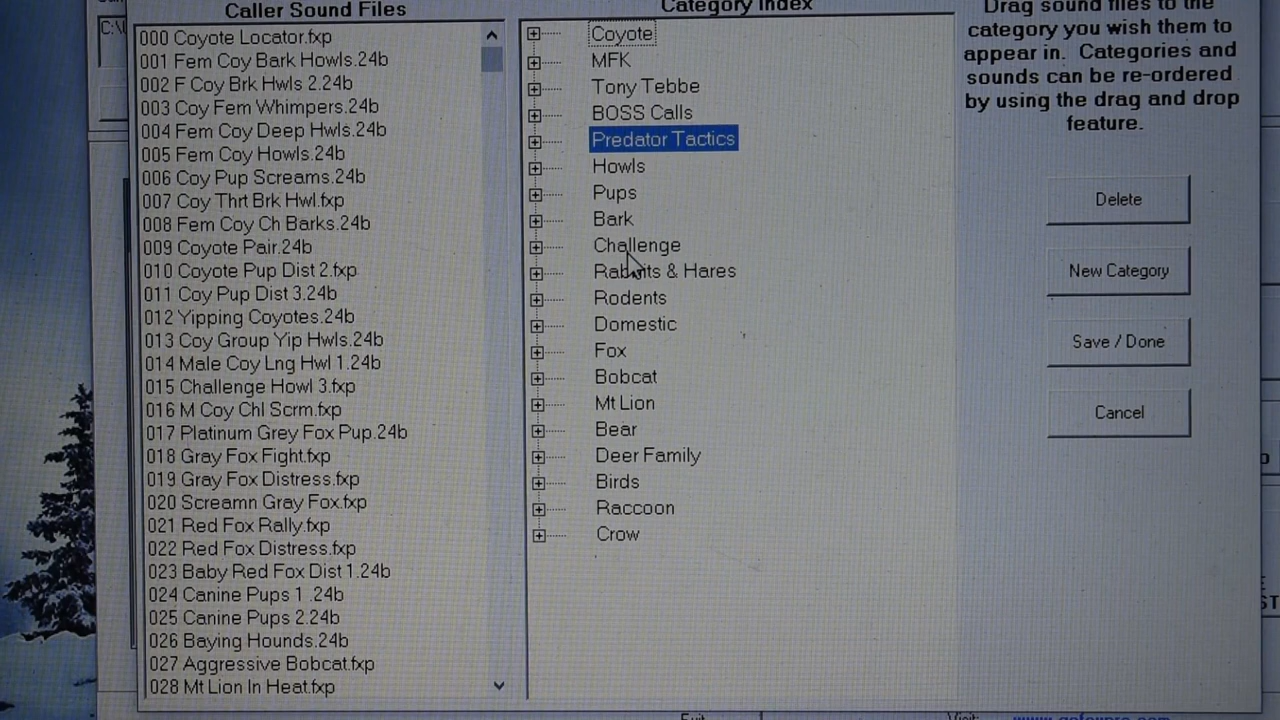 Caller Sound Files
000 Coyote Locator.fxp
001 Fem Coy Bark Howls.24b
002 F Coy Brk Hwls 2.24b
003 Coy Fem Whimpers.24b
004 Fem Coy Deep Hwls.24b
005 Fem Coy Howls.24b
006 Coy Pup Screams.24b
007 Coy Thrt Brk Hwl.fxp
008 Fem Coy Ch Barks.24b
009 Coyote Pair.24b
010 Coyote Pup Dist 2.fxp
011 Coy Pup Dist 3.24b
012 Yipping Coyotes.24b
013 Coy Group Yip Hwls.24b
014 Male Coy Lng Hwl 1.24b
015 Challenge Howl 3.fxp
016 M Coy Chl Scrm.fxp
017 Platinum Grey Fox Pup.24b
018 Gray Fox Fight.fxp
019 Gray Fox Distress.fxp
020 Screamn Gray Fox.fxp
021 Red Fox Rally.fxp
022 Red Fox Distress.fxp
023 Baby Red Fox Dist 1.24b
024 Canine Pups 1 .24b
025 Canine Pups 2.24b
026 Baying Hounds.24b
027 Aggressive Bobcat.fxp
028 Mt Lion In Heat.fxp
Category Index
Coyote
MFK
Tony Tebbe
BOSS Calls
Predator Tactics
Howls
Pups
Bark
Challenge
Rabbits & Hares
Rodents
Domestic
Fox
Bobcat
Mt Lion
Bear
Deer Family
Birds
Raccoon
Crow
Drag sound files to the
category you wish them to
appear in. Categories and
sounds can be re-ordered
by using the drag and drop
feature.
Delete
New Category
Save / Done
Cancel